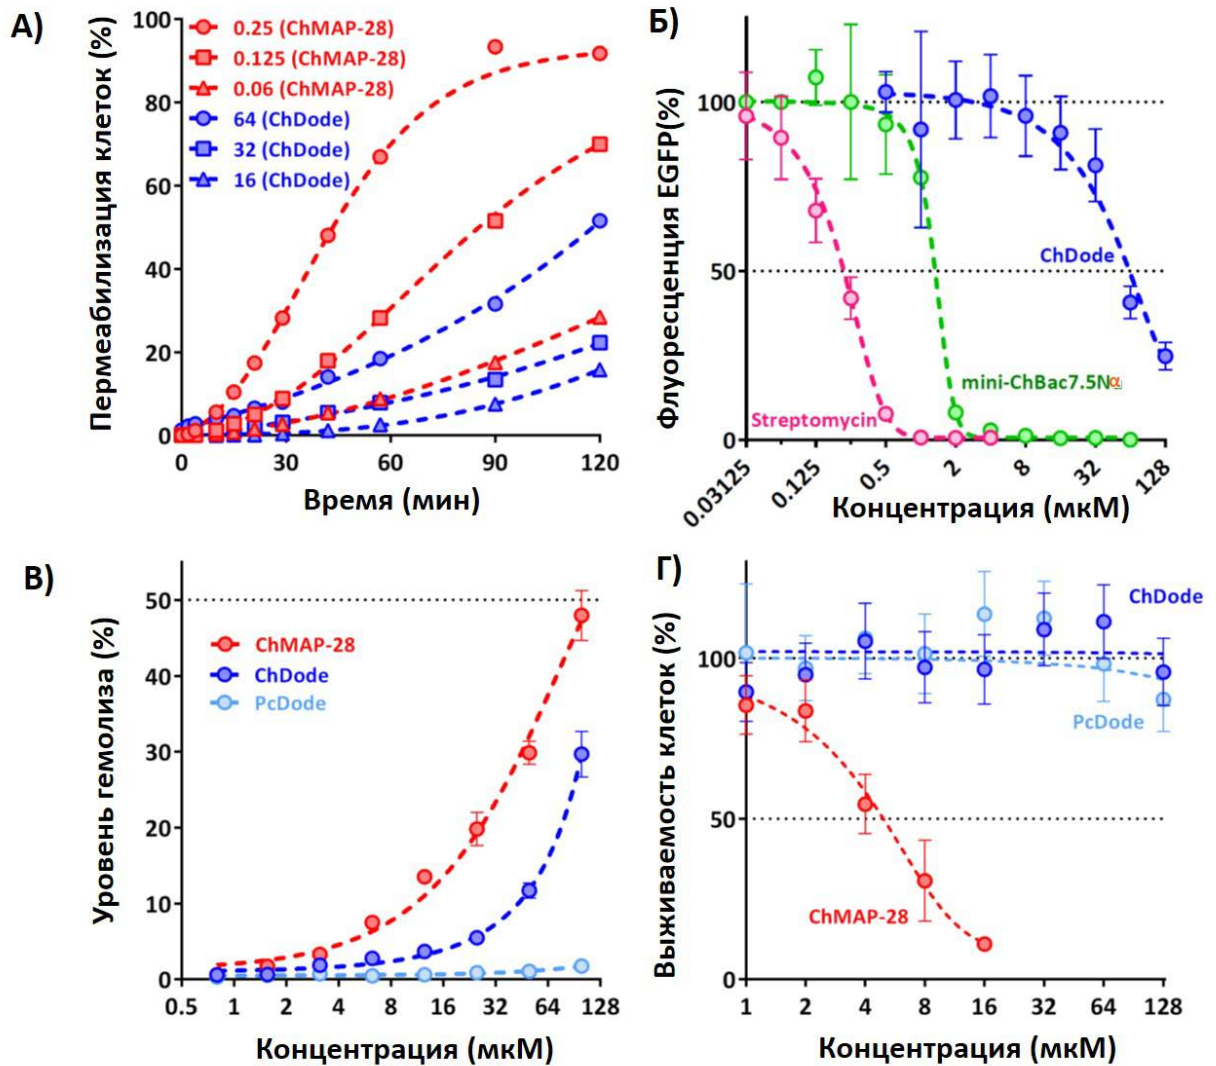 А)
Пермеабилизация клеток (%)
100
80
60
40
20
0
0.25 (ChMAP-28)
0.125 (ChMAP-28)
0.06 (ChMAP-28)
64 (ChDode)
32 (ChDode)
16 (ChDode)
0 30 60 90 120
Время (мин)
Б)
Флуоресценция EGFP(%)
100
50
0
ChDode
mini-ChBac7.5Nα
Streptomycin
0.03125 0.125 0.5 2 8 32 128
Концентрация (мкМ)
В)
Уровень гемолиза (%)
50
40
30
20
10
0
ChMAP-28
ChDode
PcDode
0.5 1 2 4 8 16 32 64 128
Концентрация (мкМ)
Г)
Выживаемость клеток (%)
100
50
0
ChDode
PcDode
ChMAP-28
1 2 4 8 16 32 64 128
Концентрация (мкМ)